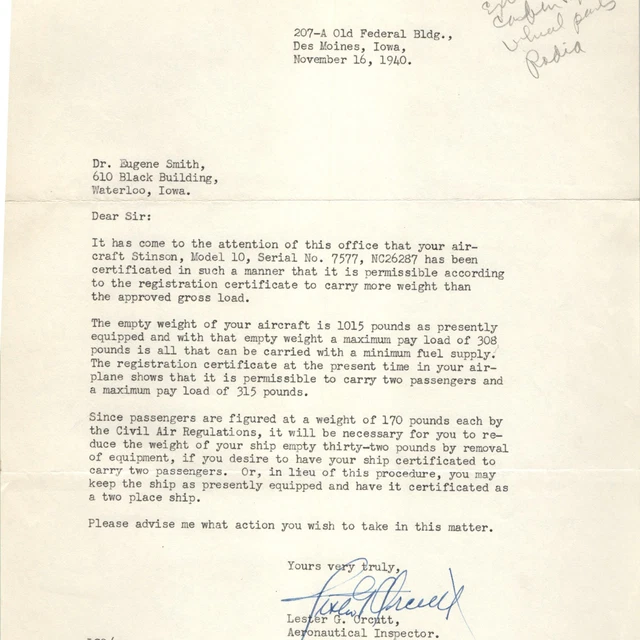 207-A Old Federal Bldg.,
Des Moines, Iowa,
November 16, 1940.
Radia
Dr. Eugene Smith,
610 Black Building,
Waterloo, Iowa.
Dear Sir:
It has come to the attention of this office that your air-
craft Stinson, Model 10, Serial No. 7577, NC26287 has been
certificated in such a manner that it is permissible according
to the registration certificate to carry more weight than
the approved gross load.
The empty weight of your aircraft is 1015 pounds as presently
equipped and with that empty weight a maximum pay load of 308
pounds is all that can be carried with a minimum fuel supply.
The registration certificate at the present time in your air-
plane shows that it is permissible to carry two passengers and
a maximum pay load of 315 pounds.
Since passengers are figured at a weight of 170 pounds each by
the Civil Air Regulations, it will be necessary for you to re-
duce the weight of your ship empty thirty-two pounds by removal
of equipment, if you desire to have your ship certificated to
carry two passengers. Or, in lieu of this procedure, you may
keep the ship as presently equipped and have it certificated as
a two place ship.
Please advise me what action you wish to take in this matter.
Yours very truly,
Lester G. Orcutt
Lester G. Orcutt,
Aeronautical Inspector.